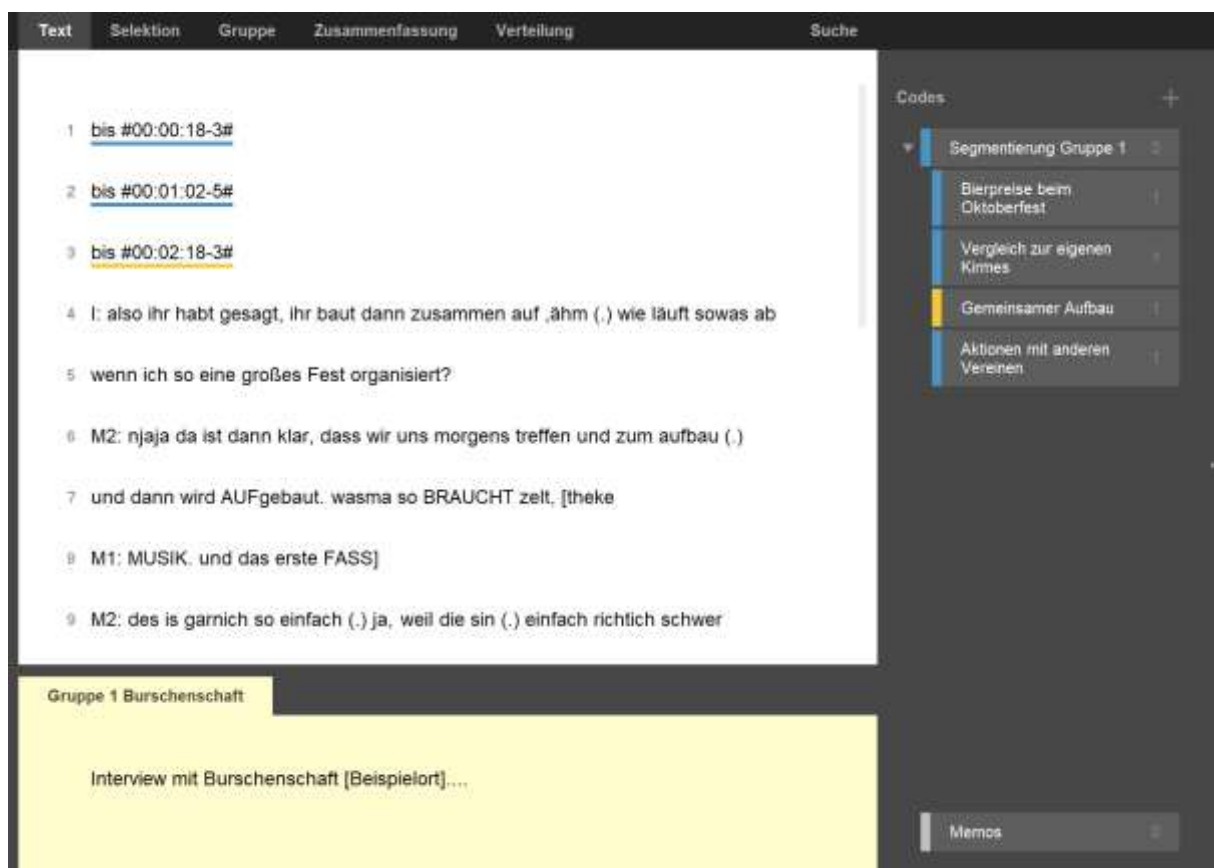 Text Selektion Gruppe Zusammenfassung Verteilung Suche
1 bis #00:00:18-3#
2 bis #00:01:02-5#
3 bis #00:02:18-3#
4 I: also ihr habt gesagt, ihr baut dann zusammen auf ,ähm (.) wie läuft sowas ab
5 wenn ich so eine großes Fest organisiert?
6 M2: njaja da ist dann klar, dass wir uns morgens treffen und zum aufbau (.)
7 und dann wird AUFgebaut. wasma so BRAUCHT zelt, [theke
8 M1: MUSIK. und das erste FASS]
9 M2: des is garnich so einfach (.) ja, weil die sin (.) einfach richtich schwer
Gruppe 1 Burschenschaft
Interview mit Burschenschaft [Beispielort]....
Codes +
Segmentierung Gruppe 1
Bierpreise beim
Oktoberfest
Vergleich zur eigenen
Kirmes
Gemeinsamer Aufbau
Aktionen mit anderen
Vereinen
Memos